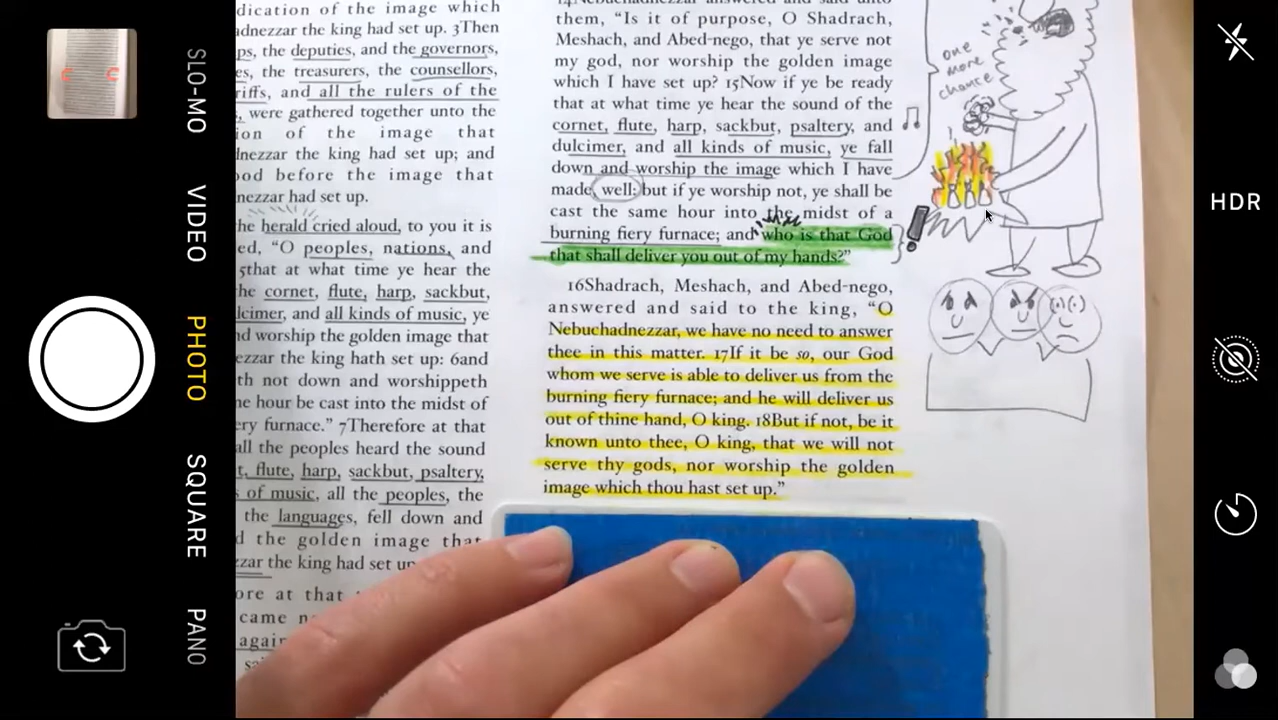 SLO-MO
VIDEO
PHOTO
SQUARE
PANO
HDR
dication of the image which
adnezzar the king had set up. 3Then
ps, the deputies, and the governors,
es, the treasurers, the counsellors,
riffs, and all the rulers of the
, were gathered together unto the
ion of the image that
dnezzar the king had set up; and
ood before the image that
nezzar had set up.
he herald cried aloud, to you it is
ed, "O peoples, nations, and
5that at what time ye hear the
he cornet, flute, harp, sackbut,
lcimer, and all kinds of music, ye
nd worship the golden image that
ezzar the king hath set up: 6and
th not down and worshippeth
ne hour be cast into the midst of
ery furnace." 7Therefore at that
all the peoples heard the sound
t, flute, harp, sackbut, psaltery,
s of music, all the peoples, the
the languages, fell down and
d the golden image that
zzar the king had set up
ore at that
came n
again
14Nebuchadnezzar answered and said unto
them, "Is it of purpose, O Shadrach,
Meshach, and Abed-nego, that ye serve not
my god, nor worship the golden image
which I have set up? 15Now if ye be ready
that at what time ye hear the sound of the
cornet, flute, harp, sackbut, psaltery, and
dulcimer, and all kinds of music, ye fall
down and worship the image which I have
made well: but if ye worship not, ye shall be
cast the same hour into the midst of a
burning fiery furnace; and who is that God
that shall deliver you out of my hands?"
16Shadrach, Meshach, and Abed-nego,
answered and said to the king, "O
Nebuchadnezzar, we have no need to answer
thee in this matter. 17If it be so, our God
whom we serve is able to deliver us from the
burning fiery furnace; and he will deliver us
out of thine hand, O king. 18But if not, be it
known unto thee, O king, that we will not
serve thy gods, nor worship the golden
image which thou hast set up."
one
more
chance
!